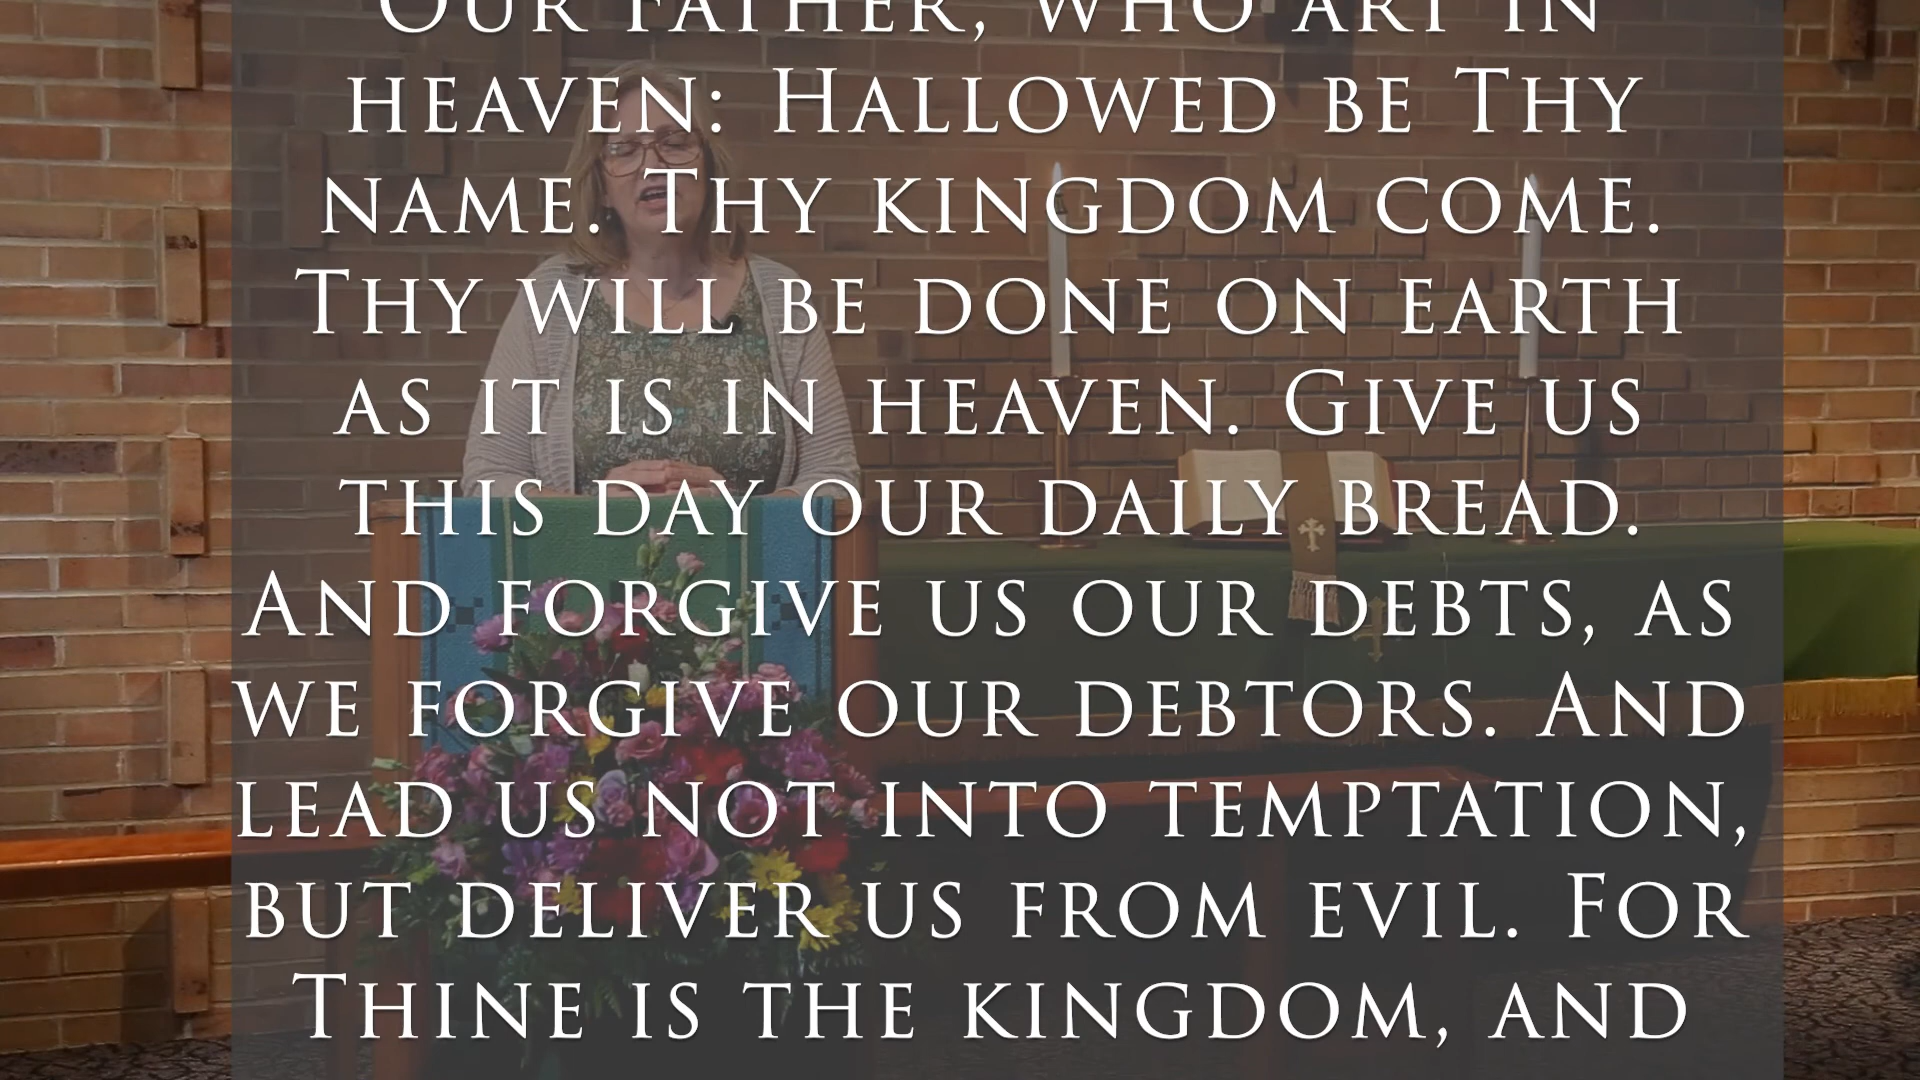 Our Father, Who art in
heaven: Hallowed be Thy
name. Thy kingdom come.
Thy will be done on earth
as it is in heaven. Give us
this day our daily bread.
And forgive us our debts, as
we forgive our debtors. And
lead us not into temptation,
but deliver us from evil. For
Thine is the kingdom, and